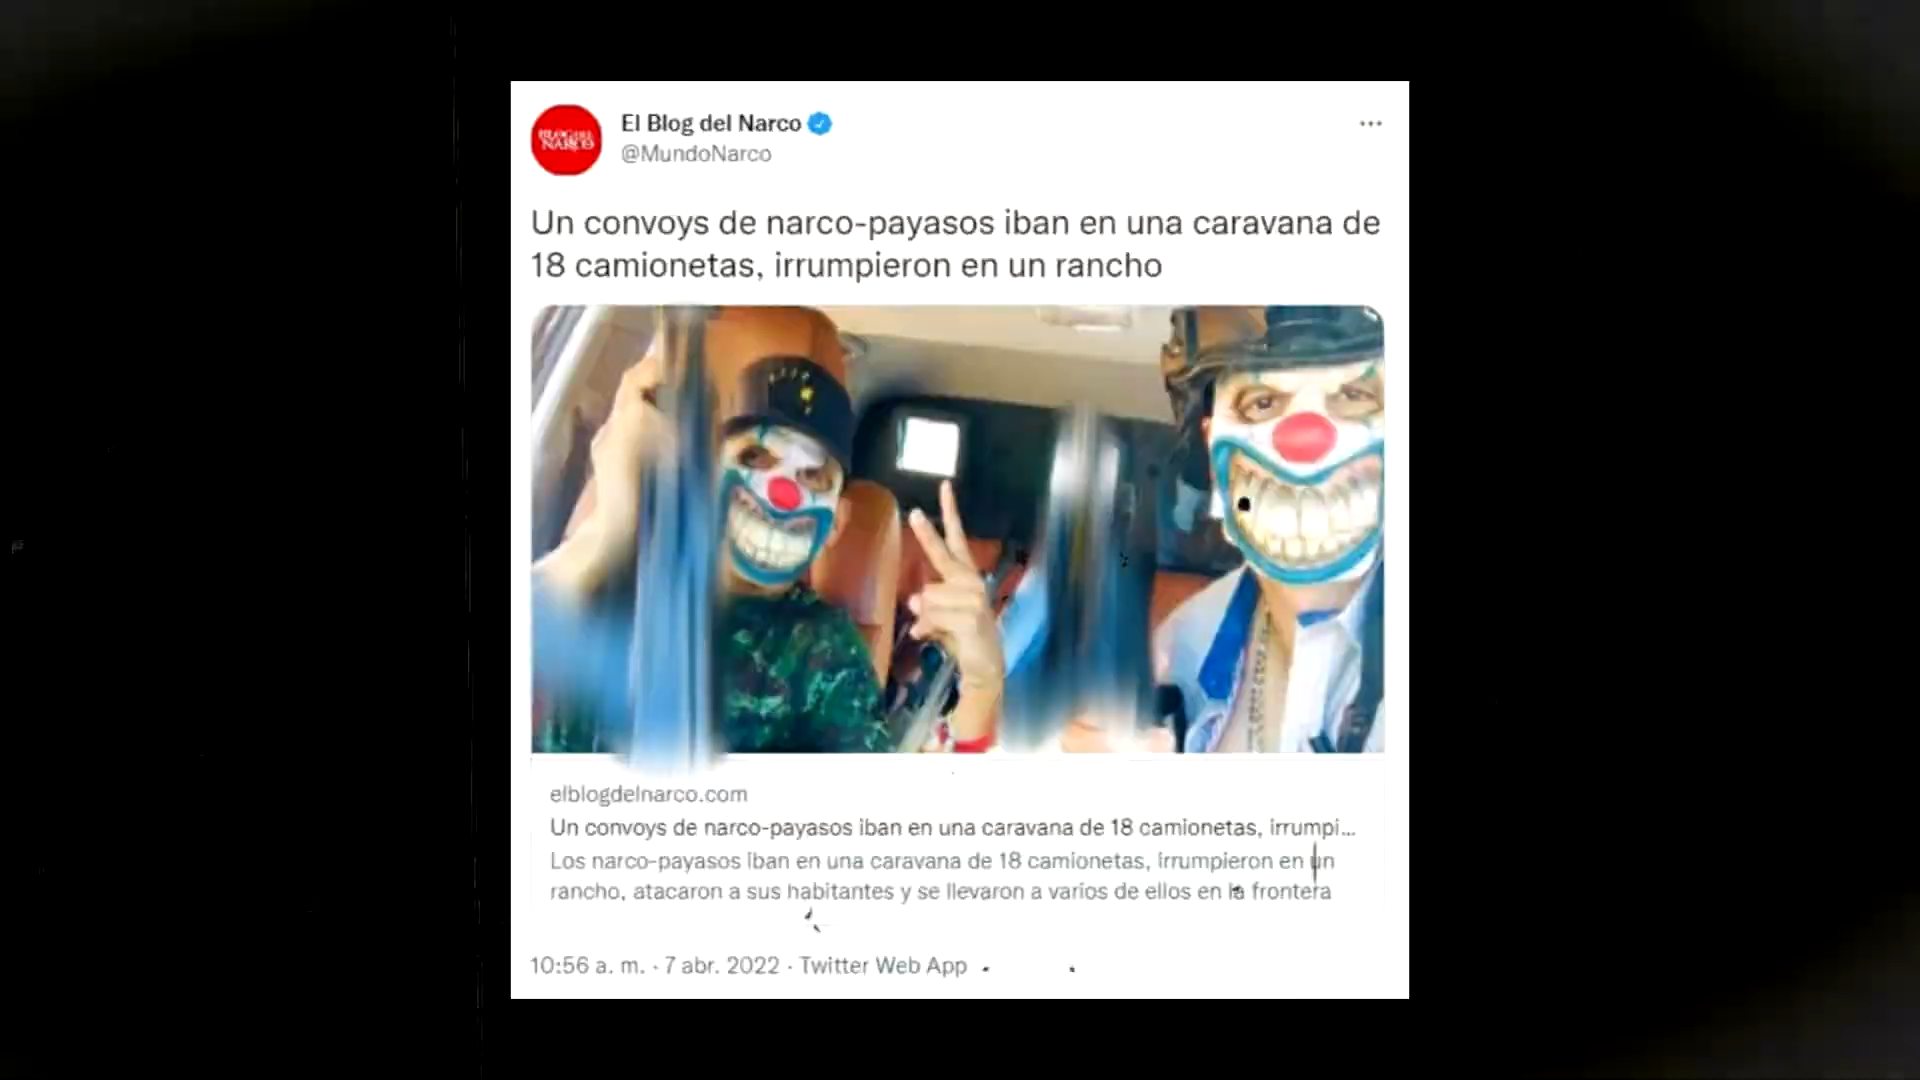 BLOG DEL
NARCO
El Blog del Narco
@MundoNarco
Un convoys de narco-payasos iban en una caravana de
18 camionetas, irrumpieron en un rancho
elblogdelnarco.com
Un convoys de narco-payasos iban en una caravana de 18 camionetas, irrumpi...
Los narco-payasos iban en una caravana de 18 camionetas, irrumpieron en un
rancho, atacaron a sus habitantes y se llevaron a varios de ellos en la frontera
10:56 a. m. · 7 abr. 2022 · Twitter Web App